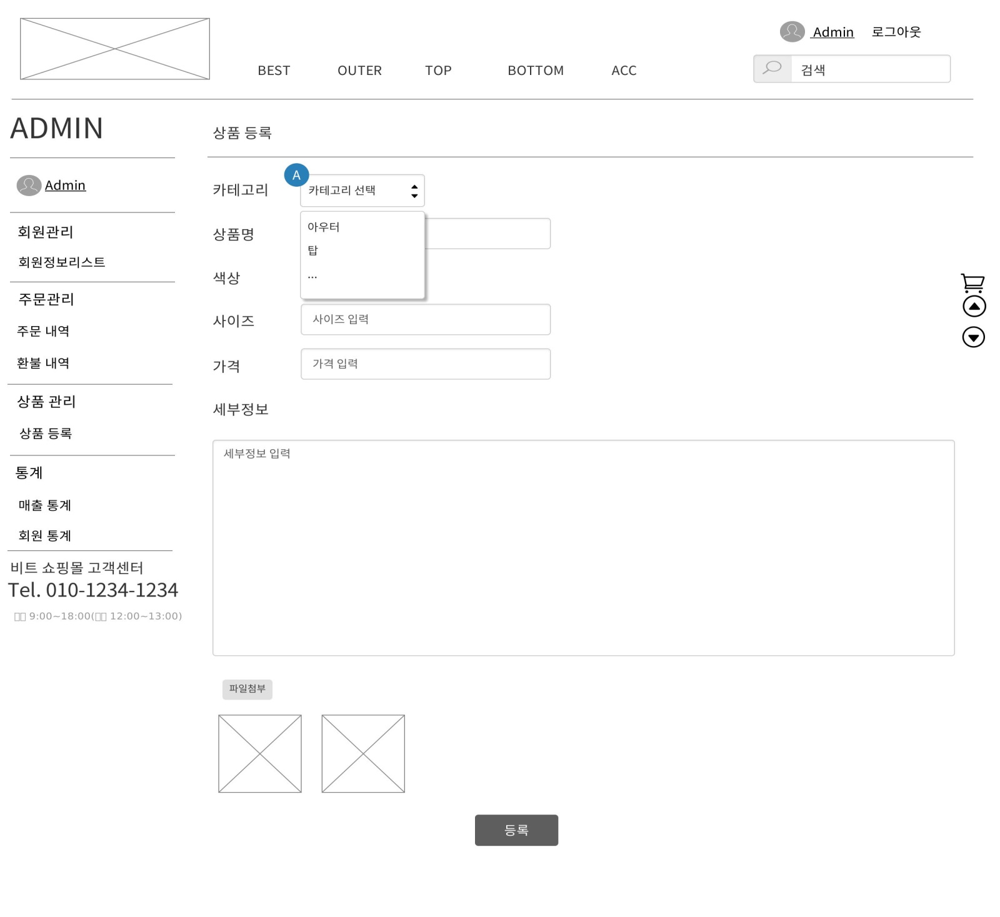 Admin 로그아웃
BEST OUTER TOP BOTTOM ACC 검색
ADMIN
Admin
회원관리
회원정보리스트
주문관리
주문 내역
환불 내역
상품 관리
상품 등록
통계
매출 통계
회원 통계
비트 쇼핑몰 고객센터
Tel. 010-1234-1234
9:00~18:00( 12:00~13:00)
상품 등록
카테고리 A 카테고리 선택
아우터
탑
...
상품명
색상
사이즈 사이즈 입력
가격 가격 입력
세부정보
세부정보 입력
파일첨부
등록